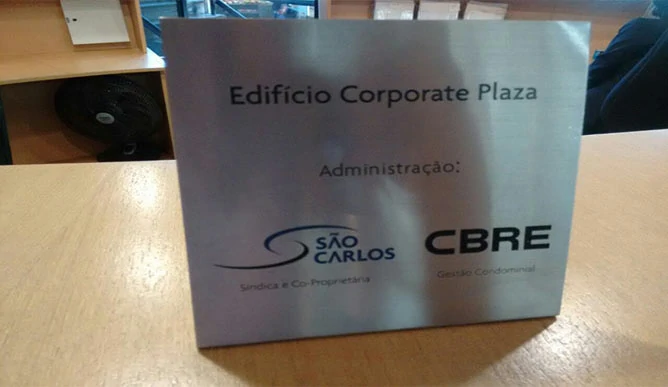 Edifício Corporate Plaza
Administração:
SÃO CARLOS
Síndica e Co-Proprietária
CBRE
Gestão Condominial